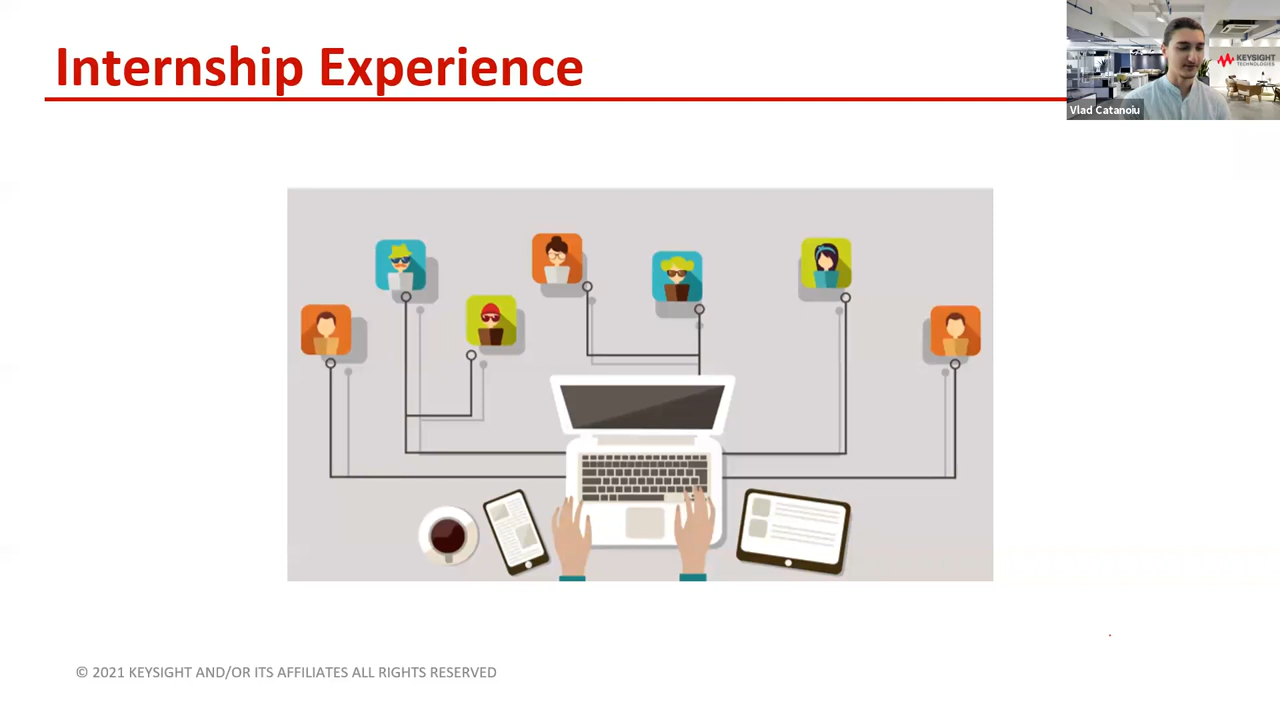 Internship Experience
KEYSIGHT
TECHNOLOGIES
Vlad Catanoiu
© 2021 KEYSIGHT AND/OR ITS AFFILIATES ALL RIGHTS RESERVED